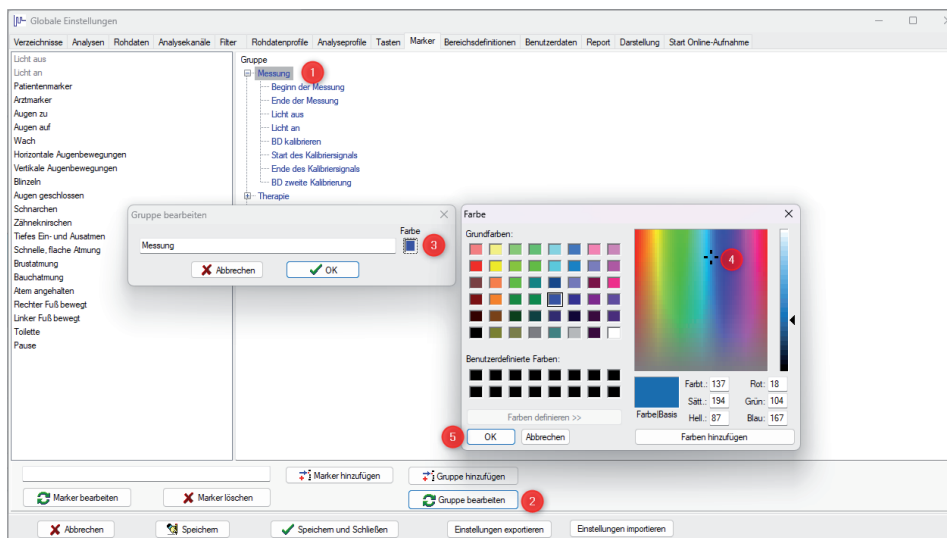 Globale Einstellungen
Verzeichnisse Analysen Rohdaten Analysekanäle Filter Rohdatenprofile Analyseprofile Tasten Marker Bereichsdefinitionen Benutzerdaten Report Darstellung Start Online-Aufnahme
Licht aus
Licht an
Patientenmarker
Arztmarker
Augen zu
Augen auf
Wach
Horizontale Augenbewegungen
Vertikale Augenbewegungen
Blinzeln
Augen geschlossen
Schnarchen
Zähneknirschen
Tiefes Ein- und Ausatmen
Schnelle, flache Atmung
Brustatmung
Bauchatmung
Atem angehalten
Rechter Fuß bewegt
Linker Fuß bewegt
Toilette
Pause
Gruppe
Messung 1
Beginn der Messung
Ende der Messung
Licht aus
Licht an
BD kalibrieren
Start des Kalibriersignals
Ende des Kalibriersignals
BD zweite Kalibrierung
Therapie
Gruppe bearbeiten
Farbe
Messung 3
Abbrechen OK
Farbe
Grundfarben:
4
Benutzerdefinierte Farben:
Farben definieren >>
5 OK Abbrechen
Farbe|Basis
Farbt.: 137 Rot: 18
Sätt.: 194 Grün: 104
Hell.: 87 Blau: 167
Farben hinzufügen
Marker hinzufügen Gruppe hinzufügen
Marker bearbeiten Marker löschen Gruppe bearbeiten 2
Abbrechen Speichern Speichern und Schließen Einstellungen exportieren Einstellungen importieren